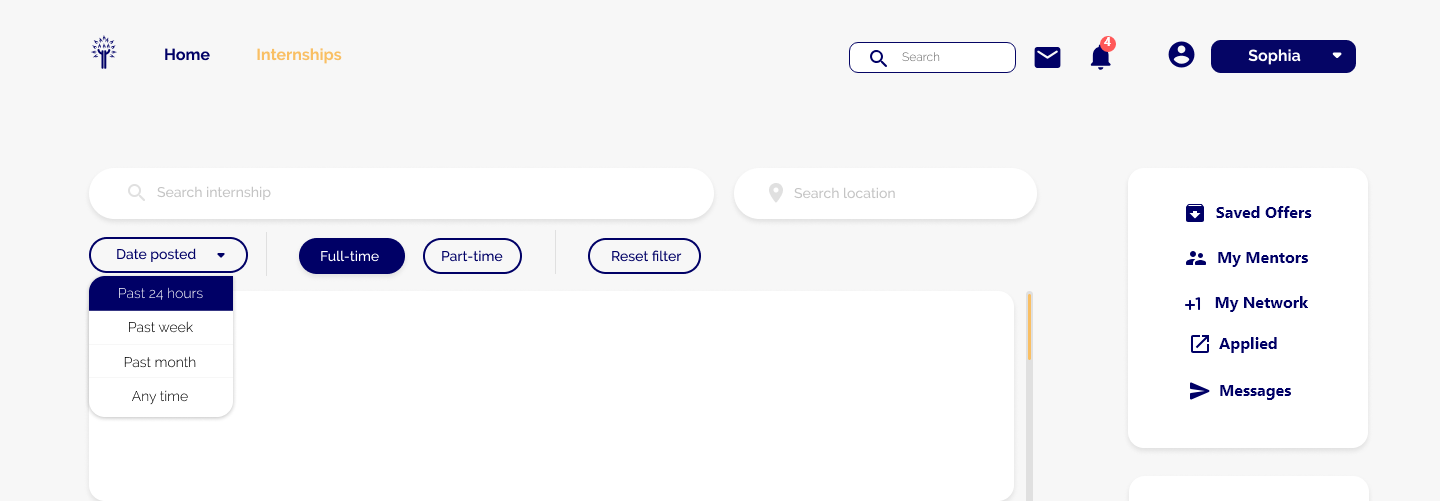 Home
Internships
Search
4
Sophia
Search internship
Search location
Date posted
Full-time
Part-time
Reset filter
Past 24 hours
Past week
Past month
Any time
Saved Offers
My Mentors
+1 My Network
Applied
Messages